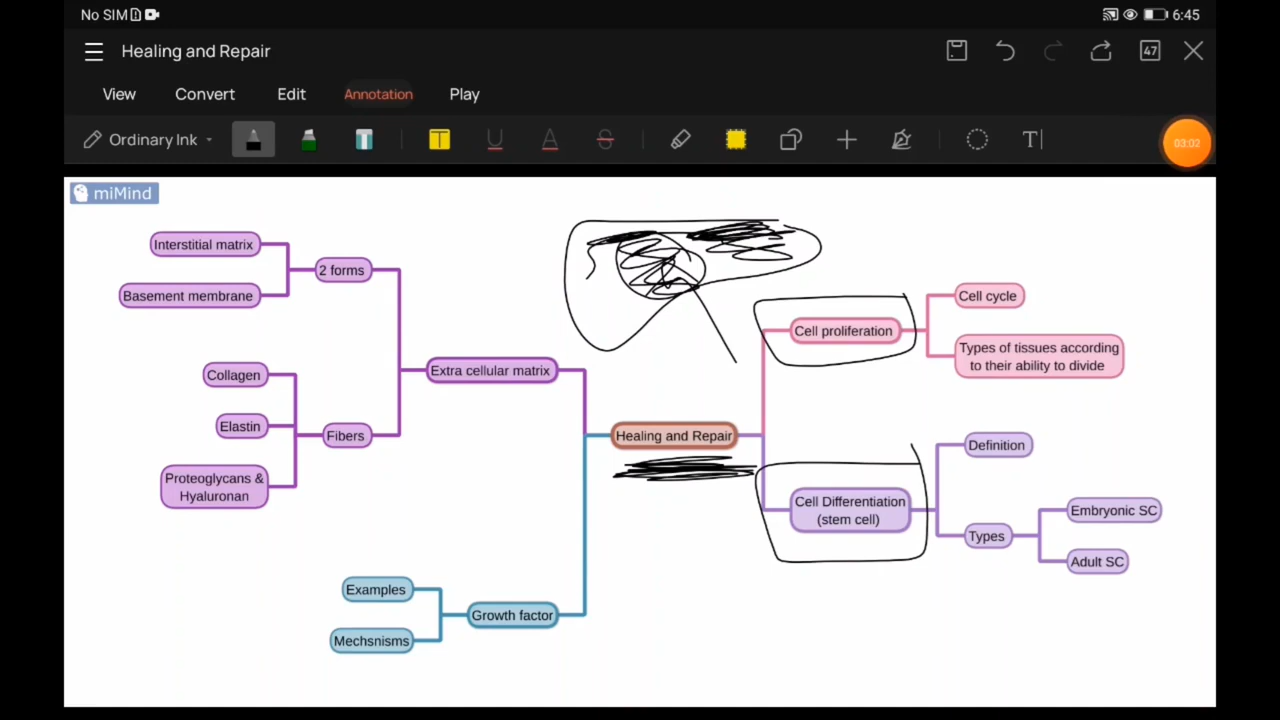 No SIM
6:45
Healing and Repair
47
View
Convert
Edit
Annotation
Play
Ordinary Ink
T
U
A
S
T
03:02
miMind
Interstitial matrix
2 forms
Basement membrane
Cell cycle
Cell proliferation
Types of tissues according
to their ability to divide
Extra cellular matrix
Collagen
Elastin
Fibers
Healing and Repair
Definition
Proteoglycans &
Hyaluronan
Cell Differentiation
(stem cell)
Embryonic SC
Types
Adult SC
Examples
Growth factor
Mechsnisms